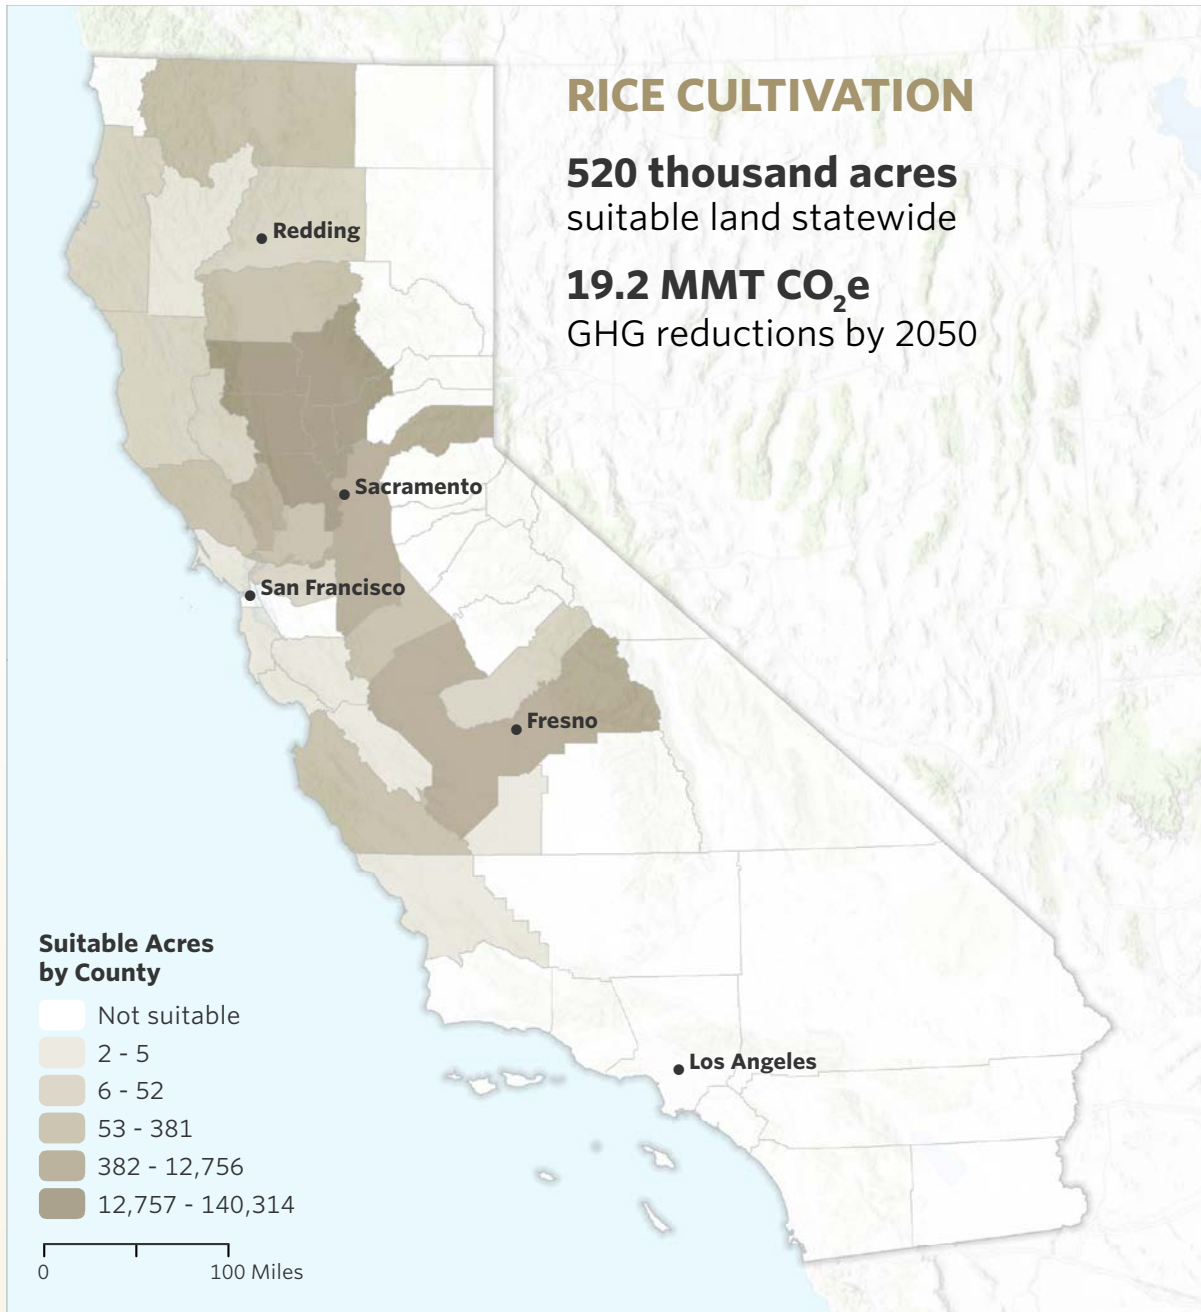 RICE CULTIVATION
520 thousand acres
suitable land statewide
19.2 MMT CO₂e
GHG reductions by 2050
Redding
Sacramento
San Francisco
Fresno
Los Angeles
Suitable Acres
by County
Not suitable
2 - 5
6 - 52
53 - 381
382 - 12,756
12,757 - 140,314
0 100 Miles